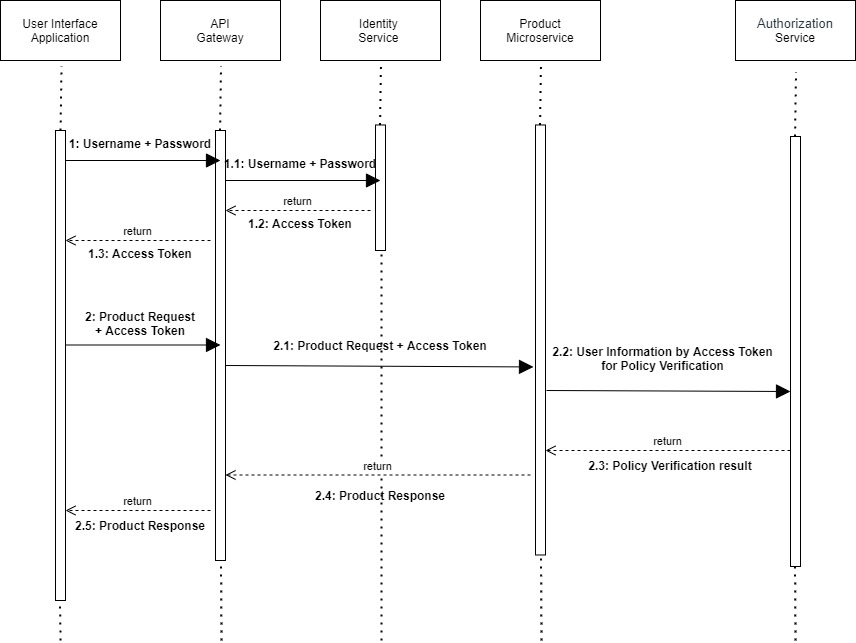 User Interface
Application
API
Gateway
Identity
Service
Product
Microservice
Authorization
Service
1: Username + Password
1.1: Username + Password
return
1.2: Access Token
return
1.3: Access Token
2: Product Request
+ Access Token
2.1: Product Request + Access Token
2.2: User Information by Access Token
for Policy Verification
return
2.3: Policy Verification result
return
2.4: Product Response
return
2.5: Product Response